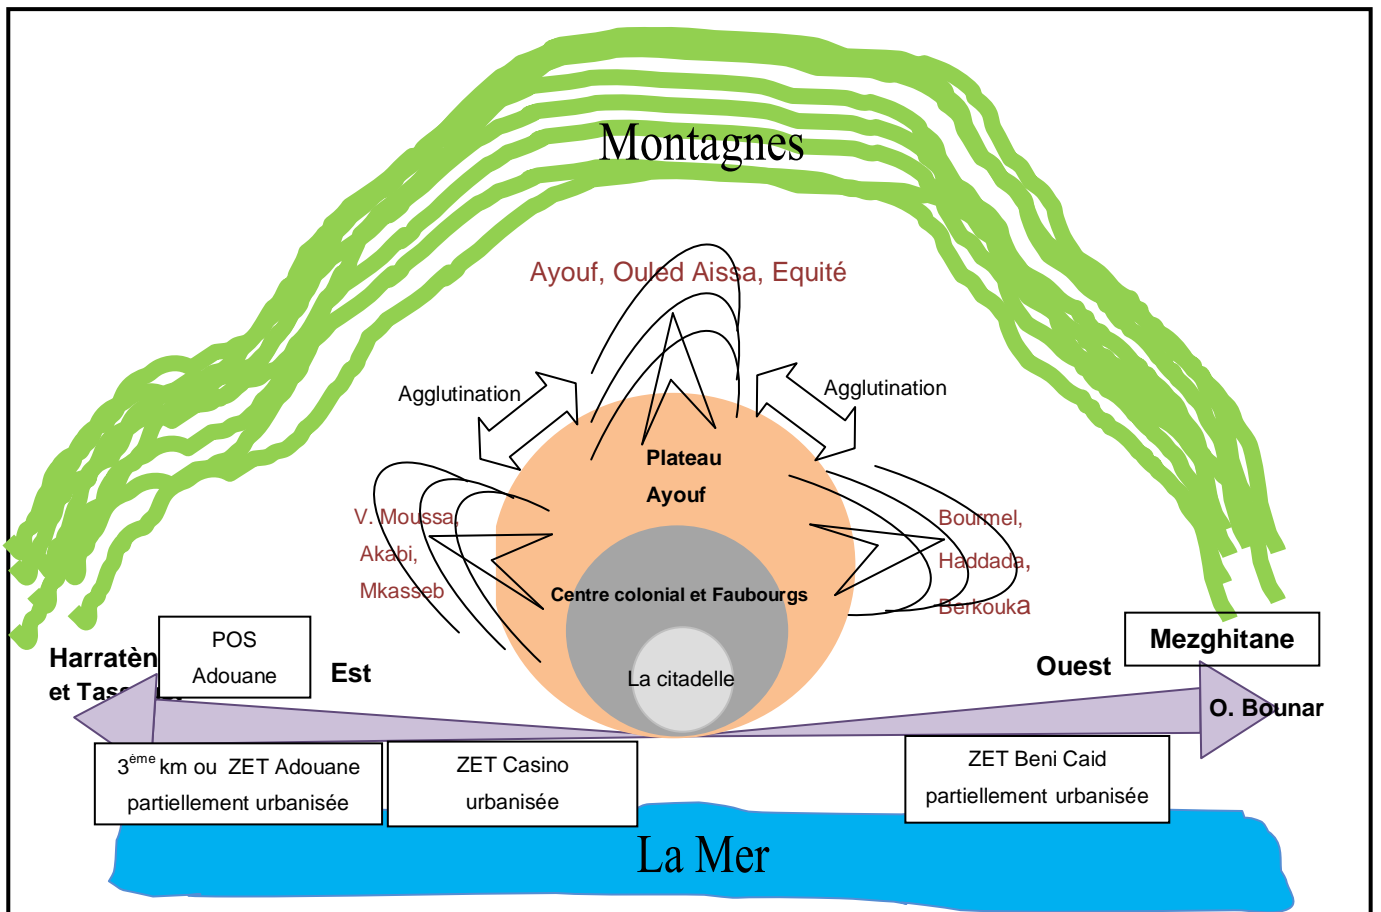 Montagnes
Ayouf, Ouled Aissa, Equité
Agglutination
Agglutination
Plateau
Ayouf
V. Moussa,
Akabi,
Mkasseb
Bourmel,
Haddada,
Berkouka
Centre colonial et Faubourgs
La citadelle
Harratèn
et
POS
Adouane
Est
Ouest
Mezghitane
O. Bounar
3ème km ou ZET Adouane
partiellement urbanisée
ZET Casino
urbanisée
ZET Beni Caid
partiellement urbanisée
La Mer